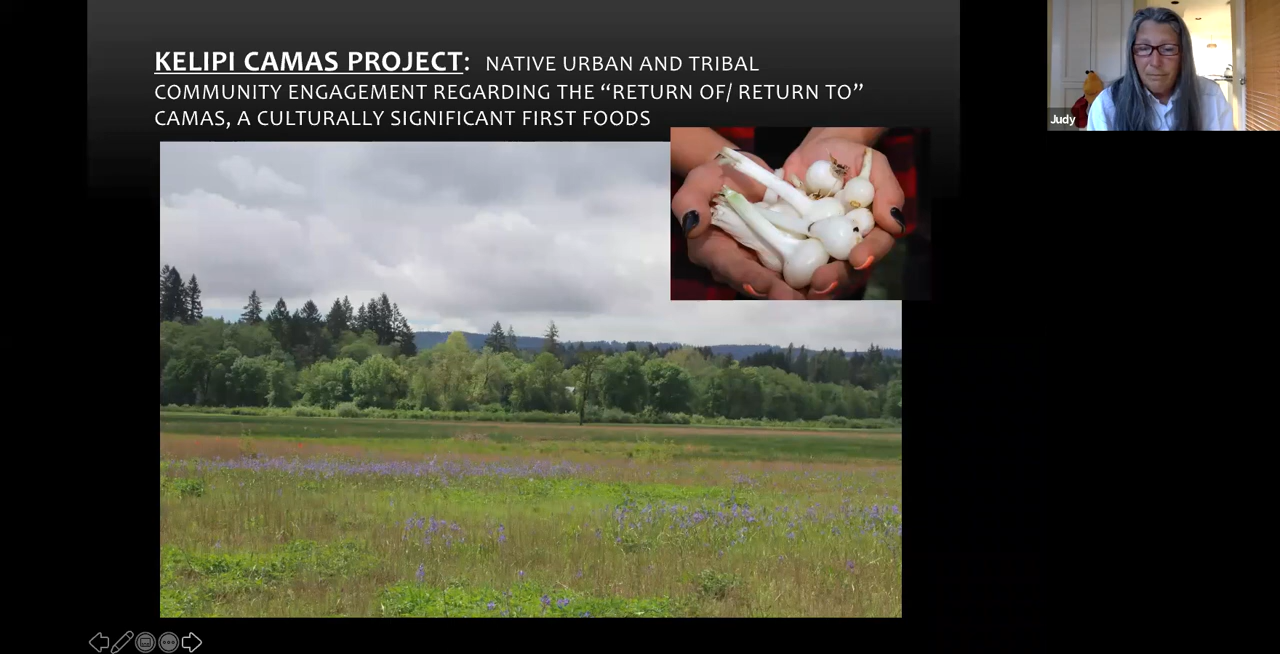 KELIPI CAMAS PROJECT: NATIVE URBAN AND TRIBAL
COMMUNITY ENGAGEMENT REGARDING THE “RETURN OF/ RETURN TO”
CAMAS, A CULTURALLY SIGNIFICANT FIRST FOODS
Judy